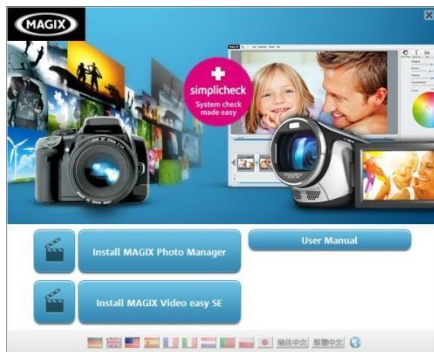 MAGIX
simplicheck
System check
made easy
Install MAGIX Photo Manager
User Manual
Install MAGIX Video easy SE
簡体中文 繁體中文